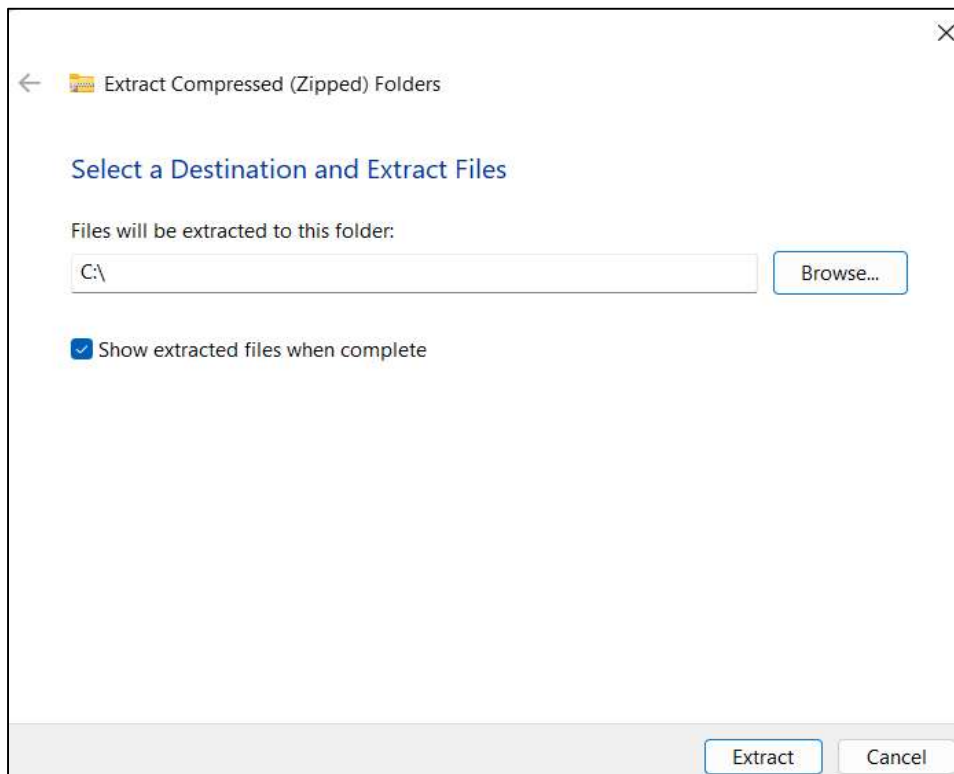 Extract Compressed (Zipped) Folders
Select a Destination and Extract Files
Files will be extracted to this folder:
C:\
Browse...
Show extracted files when complete
Extract
Cancel